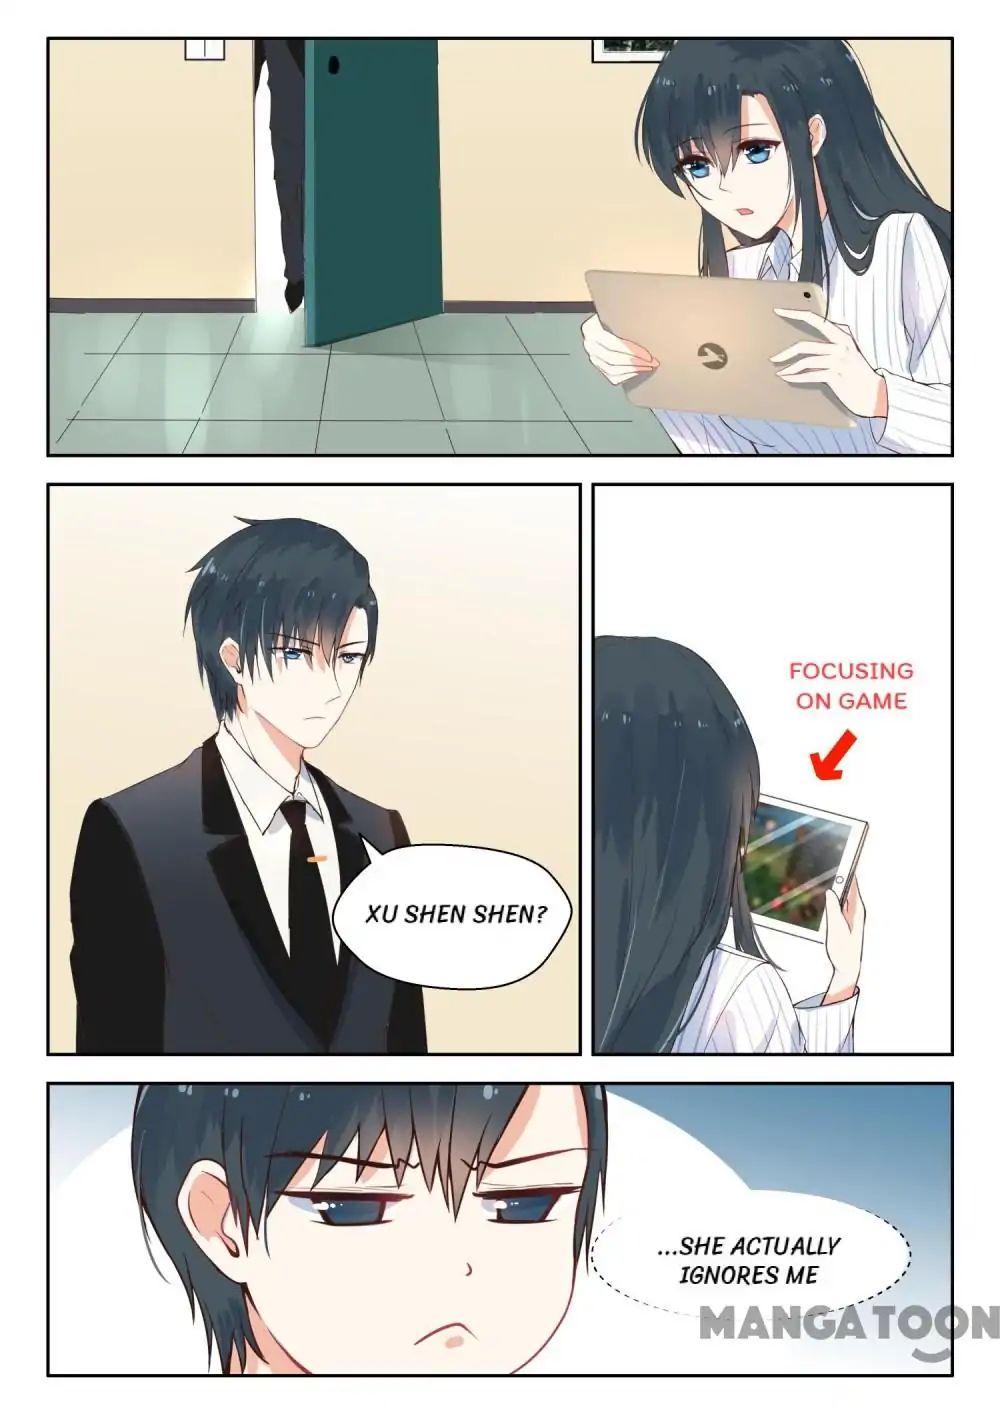 XU SHEN SHEN?
FOCUSING
ON GAME
...SHE ACTUALLY
IGNORES ME
MANGATOON